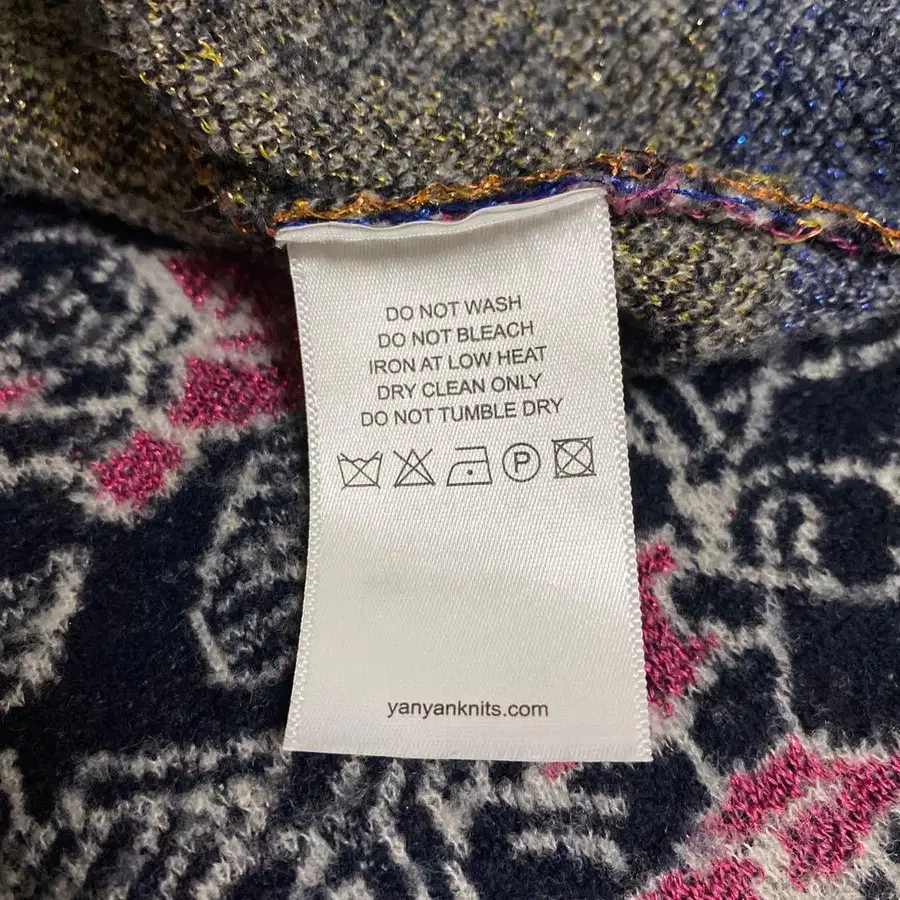 DO NOT WASH
DO NOT BLEACH
IRON AT LOW HEAT
DRY CLEAN ONLY
DO NOT TUMBLE DRY
P
yanyanknits.com